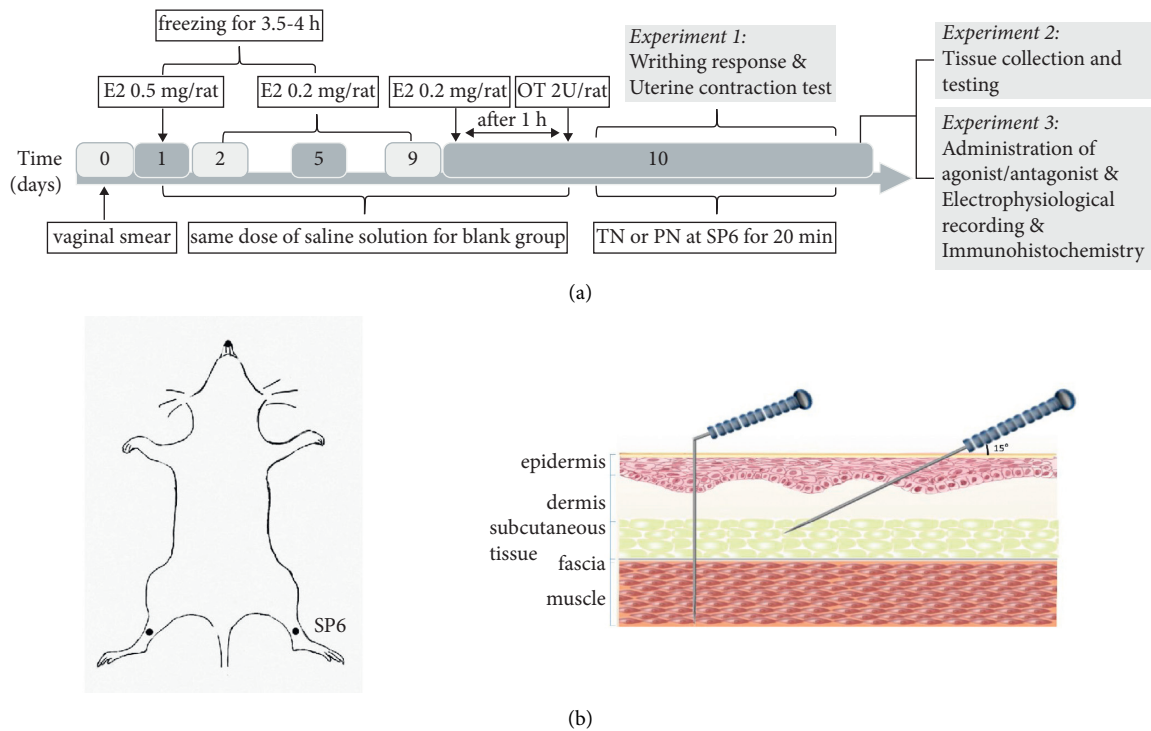 freezing for 3.5-4 h
E2 0.5 mg/rat
E2 0.2 mg/rat
E2 0.2 mg/rat
OT 2U/rat
after 1 h
Experiment 1:
Writhing response &
Uterine contraction test
Experiment 2:
Tissue collection and
testing
Experiment 3:
Administration of
agonist/antagonist &
Electrophysiological
recording &
Immunohistochemistry
Time
(days)
0
1
2
5
9
10
vaginal smear
same dose of saline solution for blank group
TN or PN at SP6 for 20 min
(a)
SP6
epidermis
dermis
subcutaneous
tissue
fascia
muscle
15°
(b)